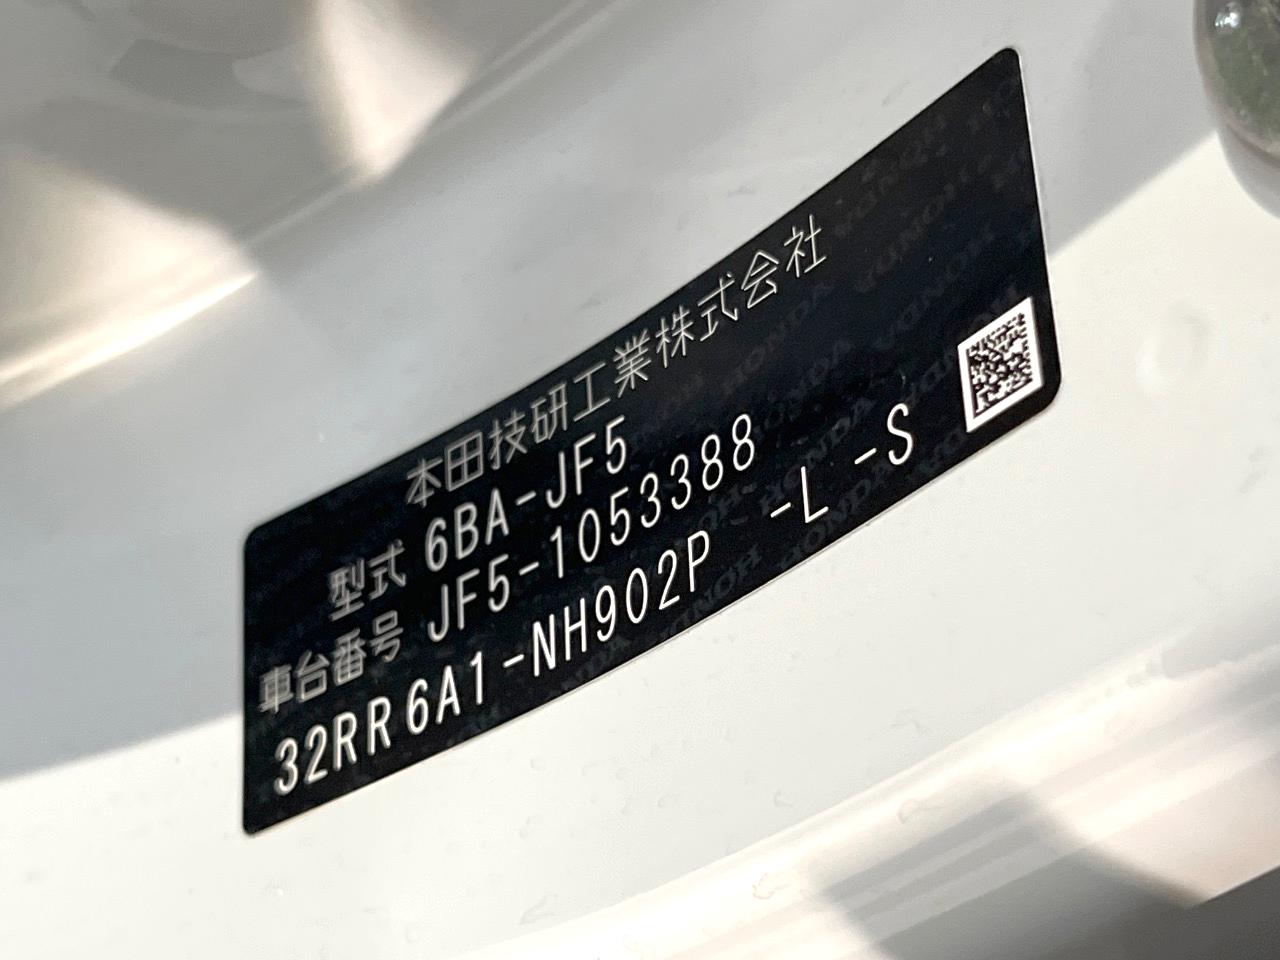 本田技研工業株式会社
型式 6BA-JF5
車台番号 JF5-1053388
32RR6A1-NH902P -L -S